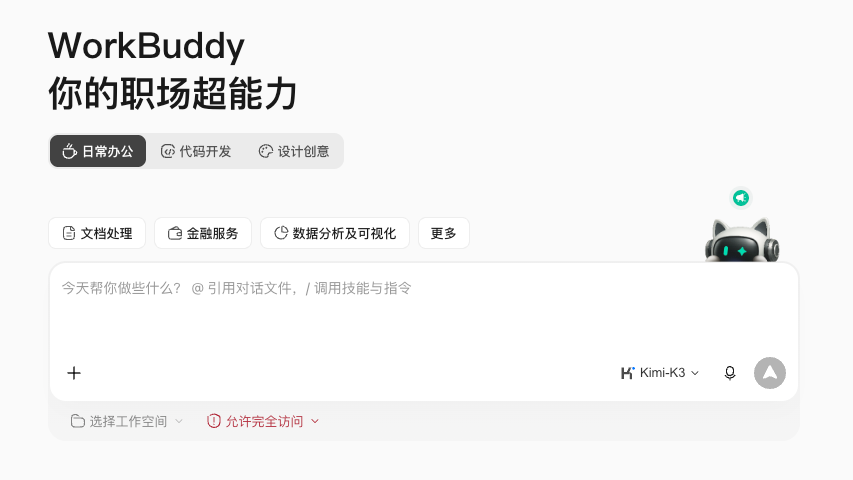 WorkBuddy
你的职场超能力
日常办公 代码开发 设计创意
文档处理 金融服务 数据分析及可视化 更多
今天帮你做些什么? @ 引用对话文件, / 调用技能与指令
Kimi-K3
选择工作空间 允许完全访问